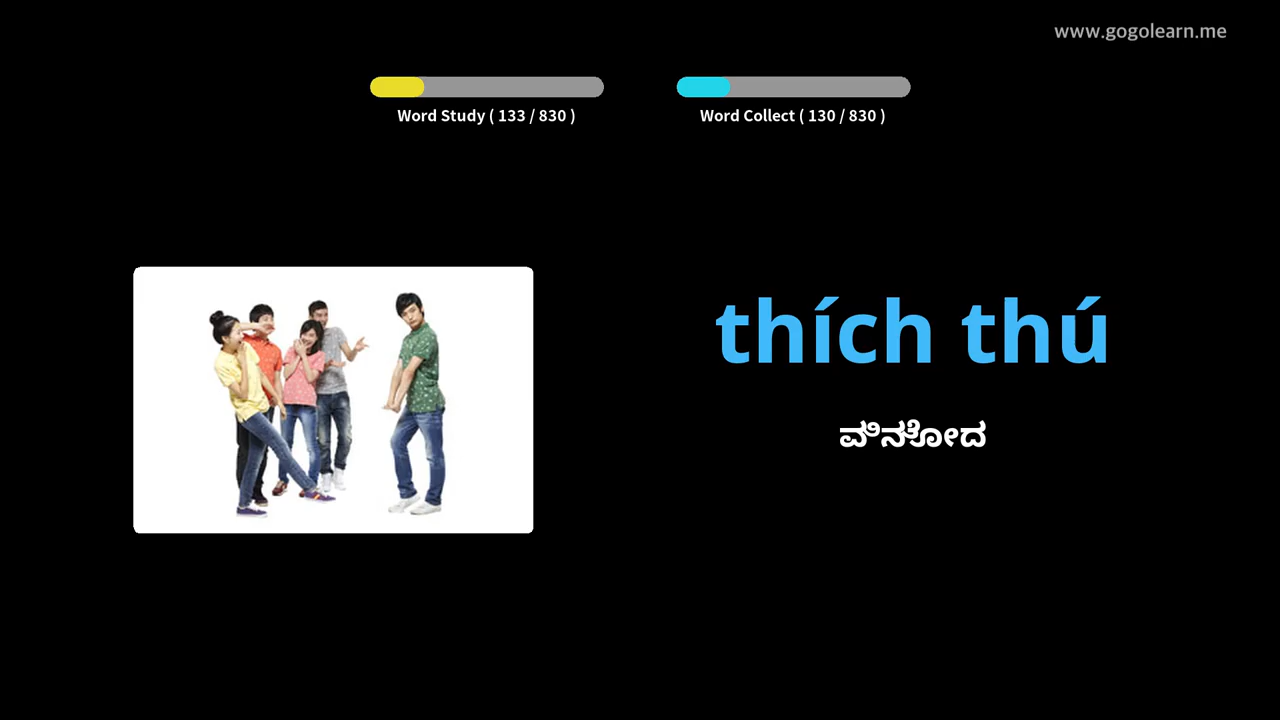 www.gogolearn.me
Word Study ( 133 / 830 )
Word Collect ( 130 / 830 )
thích thú
ವಿನೋದ